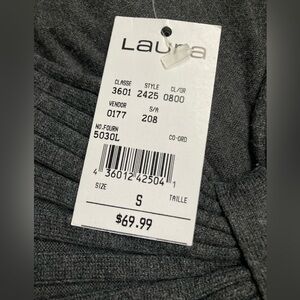 Laura
CLASSE STYLE CL/OR
3601 2425 0800
VENDOR S/A
0177 208
NO.FOURN CO-ORD
5030L
4 36012 42504 1
SIZE S TAILLE
$69.99